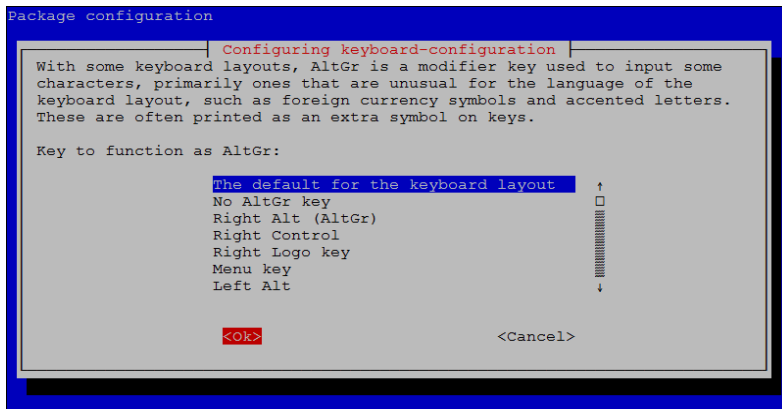 Package configuration
Configuring keyboard-configuration
With some keyboard layouts, AltGr is a modifier key used to input some
characters, primarily ones that are unusual for the language of the
keyboard layout, such as foreign currency symbols and accented letters.
These are often printed as an extra symbol on keys.
Key to function as AltGr:
The default for the keyboard layout
No AltGr key
Right Alt (AltGr)
Right Control
Right Logo key
Menu key
Left Alt
<Ok> <Cancel>